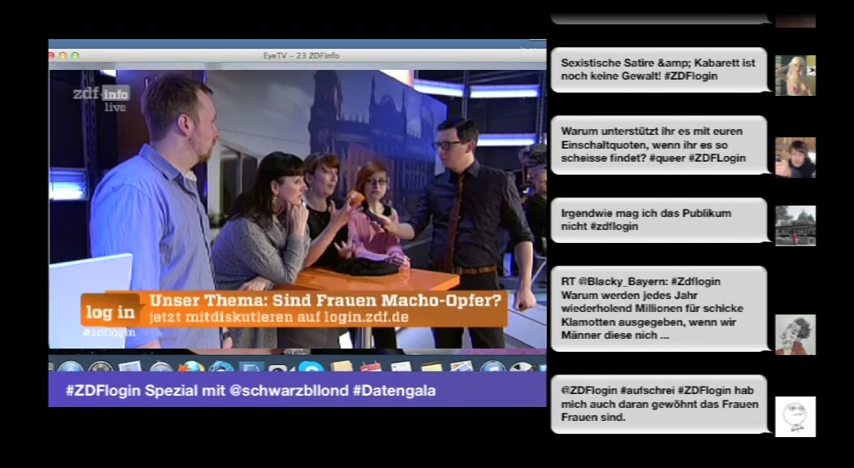 EyeTV – 23 ZDFinfo
zdf info
live
log in
Unser Thema: Sind Frauen Macho-Opfer?
jetzt mitdiskutieren auf login.zdf.de
#zdflogin
#ZDFlogin Spezial mit @schwarzbllond #Datengala
Sexistische Satire &amp; Kabarett ist
noch keine Gewalt! #ZDFlogin
Warum unterstützt ihr es mit euren
Einschaltquoten, wenn ihr es so
scheisse findet? #queer #ZDFLogin
Irgendwie mag ich das Publikum
nicht #zdflogin
RT @Blacky_Bayern: #Zdflogin
Warum werden jedes Jahr
wiederholend Millionen für schicke
Klamotten ausgegeben, wenn wir
Männer diese nich ...
@ZDFlogin #aufschrei #ZDFlogin hab
mich auch daran gewöhnt das Frauen
Frauen sind.